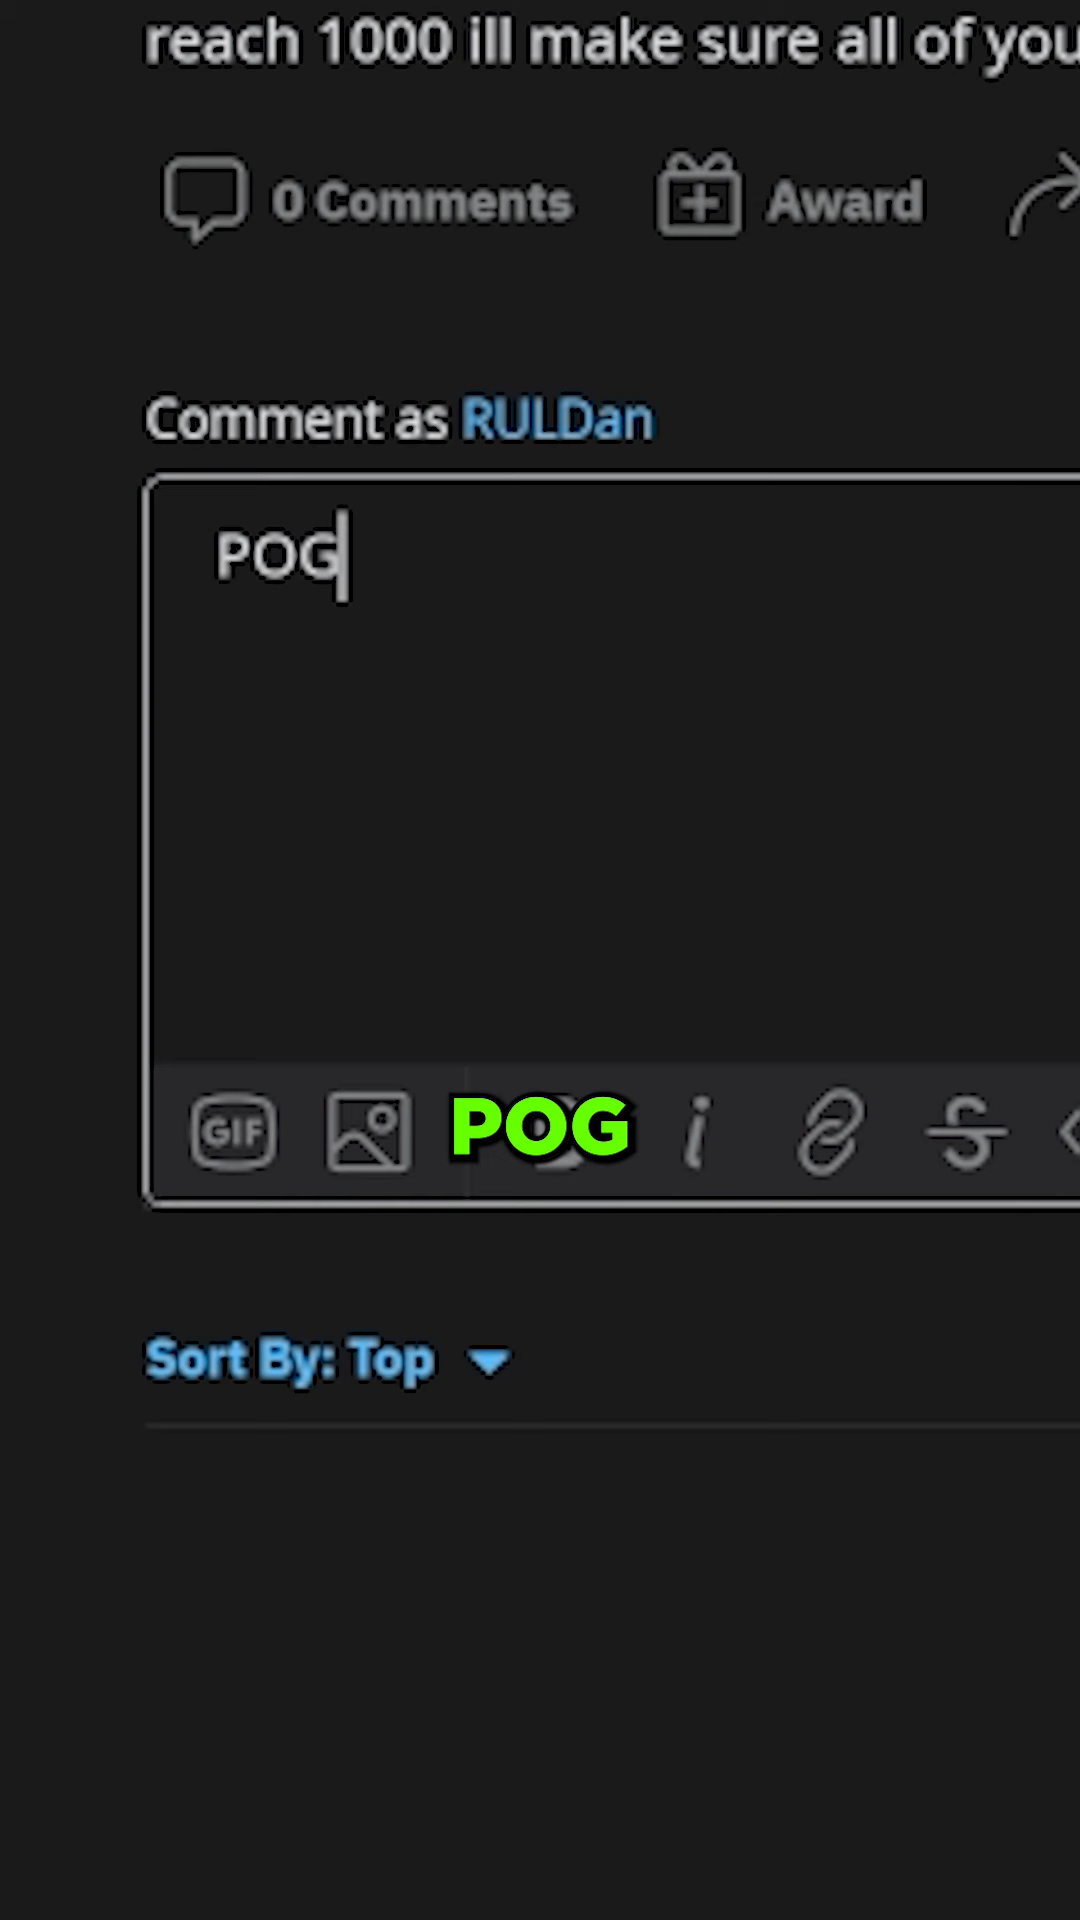 reach 1000 ill make sure all of you
0 Comments Award
Comment as RULDan
POG
GIF POG i S
Sort By: Top